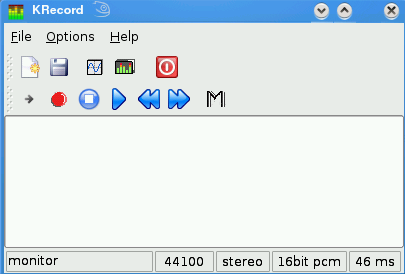 KRecord
File Options Help
M
monitor 44100 stereo 16bit pcm 46 ms